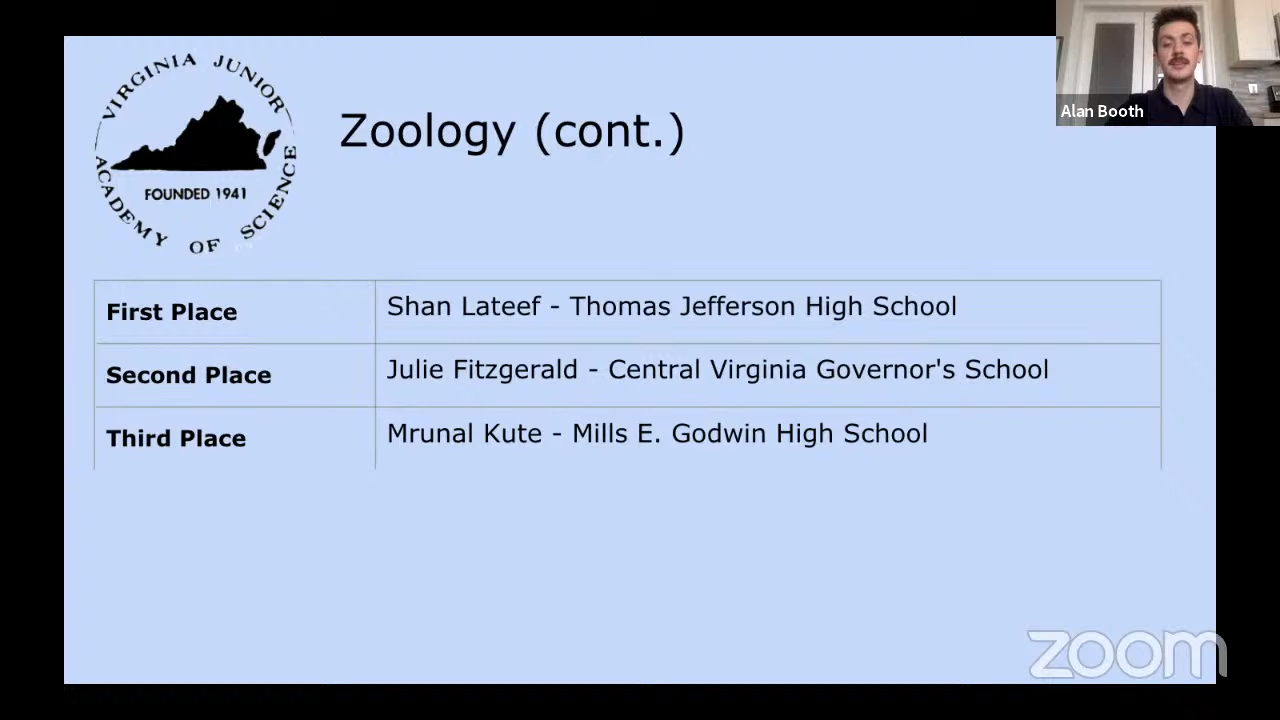 VIRGINIA JUNIOR
ACADEMY OF SCIENCE
FOUNDED 1941
Zoology (cont.)
Alan Booth
First Place Shan Lateef - Thomas Jefferson High School
Second Place Julie Fitzgerald - Central Virginia Governor's School
Third Place Mrunal Kute - Mills E. Godwin High School
zoom